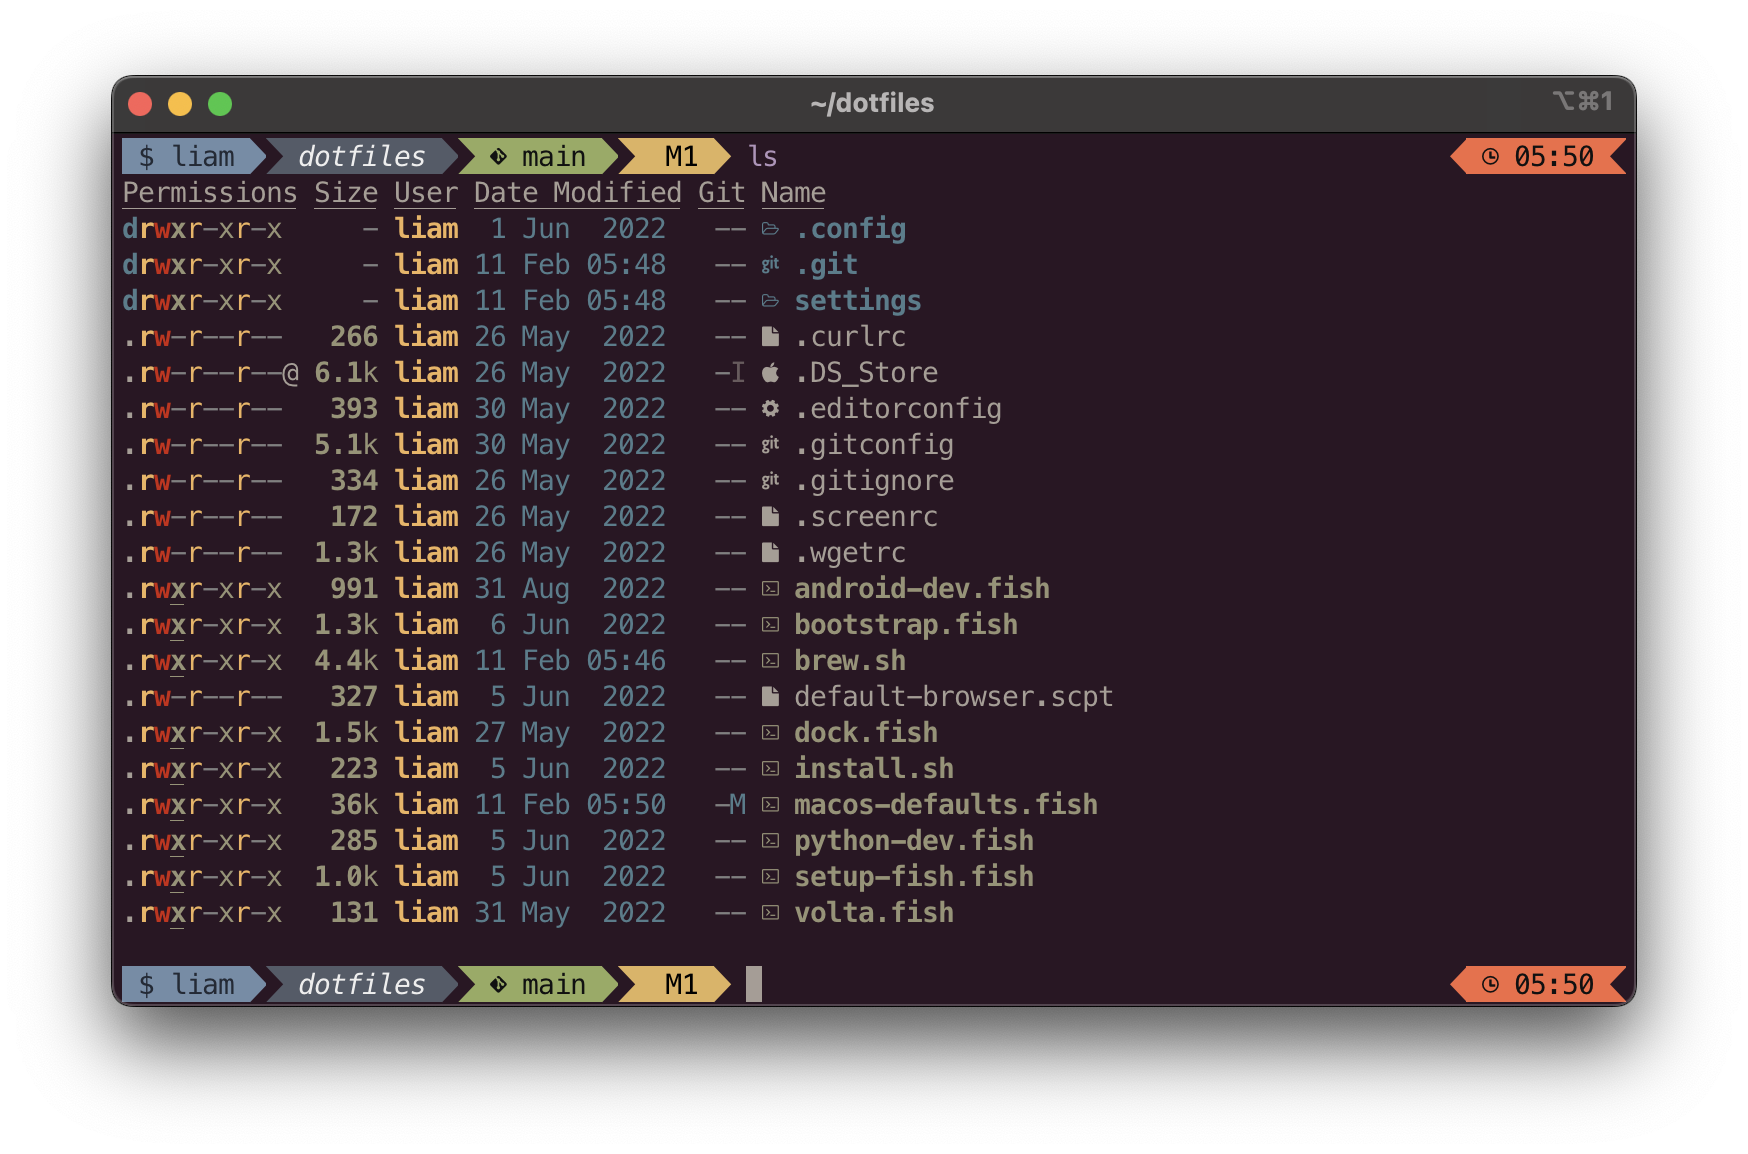 ~/dotfiles ⌥⌘1
$ liam dotfiles main M1 ls 05:50
Permissions Size User Date Modified Git Name
drwxr-xr-x - liam 1 Jun 2022 -- .config
drwxr-xr-x - liam 11 Feb 05:48 -- git .git
drwxr-xr-x - liam 11 Feb 05:48 -- settings
.rw-r--r-- 266 liam 26 May 2022 -- .curlrc
.rw-r--r--@ 6.1k liam 26 May 2022 -I .DS_Store
.rw-r--r-- 393 liam 30 May 2022 -- .editorconfig
.rw-r--r-- 5.1k liam 30 May 2022 -- git .gitconfig
.rw-r--r-- 334 liam 26 May 2022 -- git .gitignore
.rw-r--r-- 172 liam 26 May 2022 -- .screenrc
.rw-r--r-- 1.3k liam 26 May 2022 -- .wgetrc
.rwxr-xr-x 991 liam 31 Aug 2022 -- android-dev.fish
.rwxr-xr-x 1.3k liam 6 Jun 2022 -- bootstrap.fish
.rwxr-xr-x 4.4k liam 11 Feb 05:46 -- brew.sh
.rw-r--r-- 327 liam 5 Jun 2022 -- default-browser.scpt
.rwxr-xr-x 1.5k liam 27 May 2022 -- dock.fish
.rwxr-xr-x 223 liam 5 Jun 2022 -- install.sh
.rwxr-xr-x 36k liam 11 Feb 05:50 -M macos-defaults.fish
.rwxr-xr-x 285 liam 5 Jun 2022 -- python-dev.fish
.rwxr-xr-x 1.0k liam 5 Jun 2022 -- setup-fish.fish
.rwxr-xr-x 131 liam 31 May 2022 -- volta.fish
$ liam dotfiles main M1 05:50